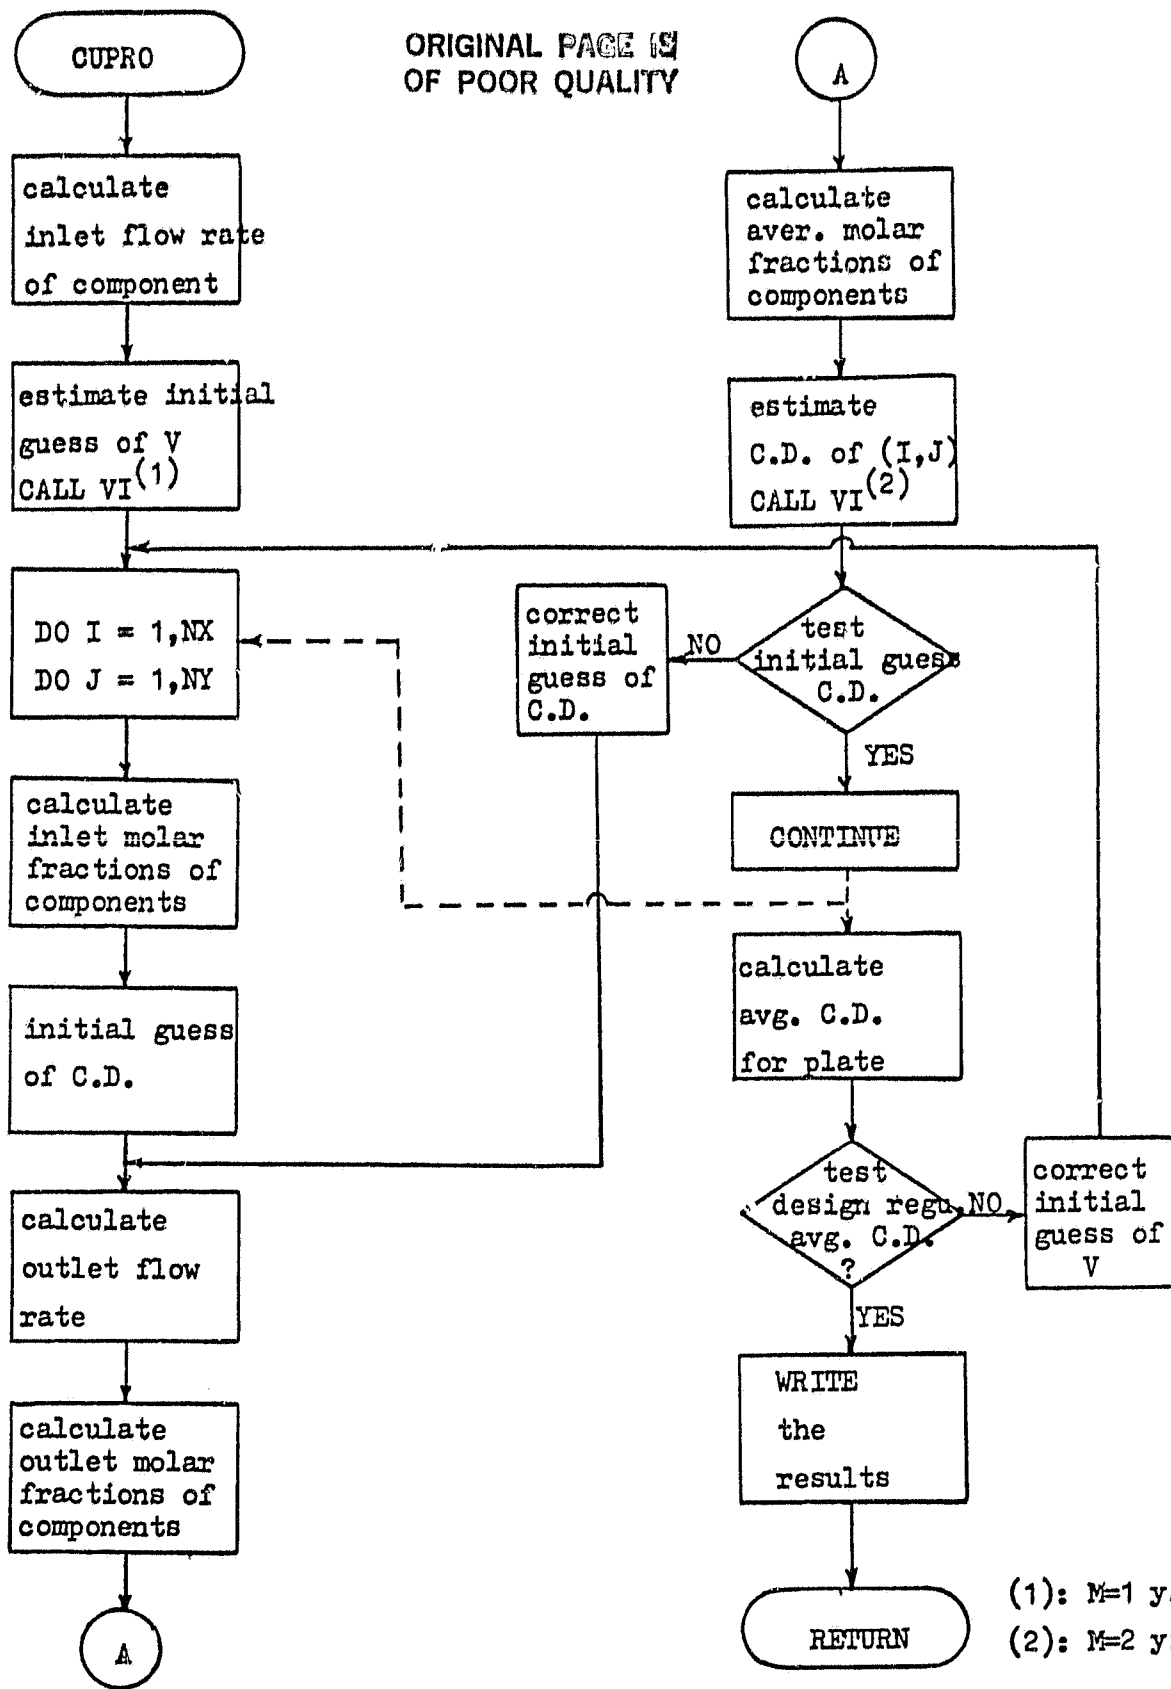 CUPRO
ORIGINAL PAGE IS
OF POOR QUALITY
calculate
inlet flow rate
of component
estimate initial
guess of V
CALL VI(1)
DO I = 1,NX
DO J = 1,NY
calculate
inlet molar
fractions of
components
initial guess
of C.D.
calculate
outlet flow
rate
calculate
outlet molar
fractions of
components
A
A
calculate
aver. molar
fractions of
components
estimate
C.D. of (I,J)
CALL VI(2)
test
initial guess
C.D.
NO
correct
initial
guess of
C.D.
YES
CONTINUE
calculate
avg. C.D.
for plate
test
design regu.
avg. C.D.
?
NO
correct
initial
guess of
V
YES
WRITE
the
results
RETURN
(1): M=1 y
(2): M=2 y